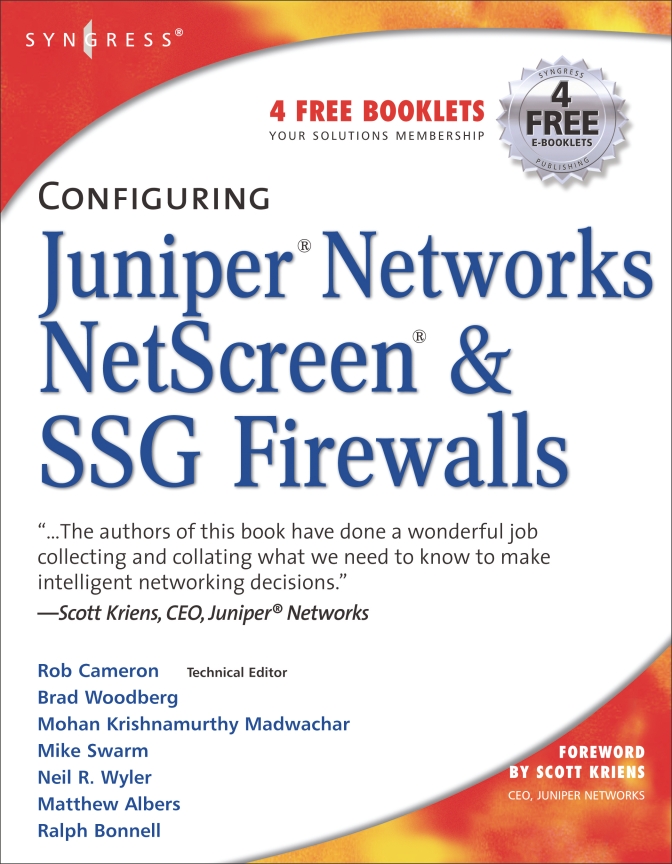 SYNGRESS®
4 FREE BOOKLETS
YOUR SOLUTIONS MEMBERSHIP
SYNGRESS
4
FREE
E-BOOKLETS
PUBLISHING
CONFIGURING
Juniper® Networks
NetScreen® &
SSG Firewalls
“...The authors of this book have done a wonderful job
collecting and collating what we need to know to make
intelligent networking decisions.”
—Scott Kriens, CEO, Juniper® Networks
Rob Cameron Technical Editor
Brad Woodberg
Mohan Krishnamurthy Madwachar
Mike Swarm
Neil R. Wyler
Matthew Albers
Ralph Bonnell
FOREWORD
BY SCOTT KRIENS
CEO, JUNIPER NETWORKS